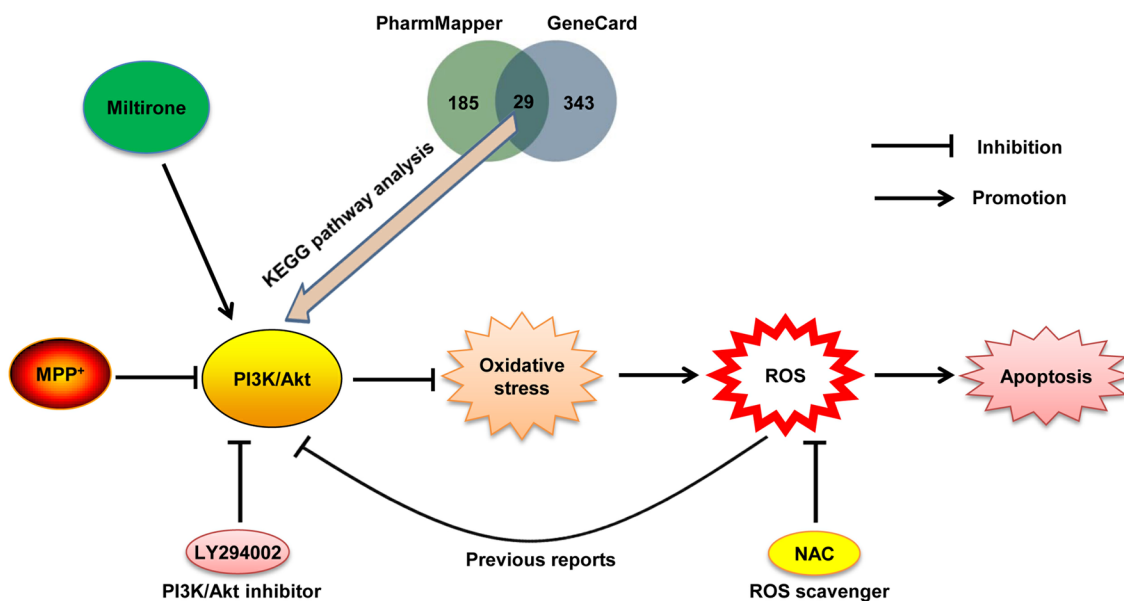 PharmMapper
GeneCard
Miltirone
185
29
343
Inhibition
Promotion
KEGG pathway analysis
MPP+
PI3K/Akt
Oxidative
stress
ROS
Apoptosis
LY294002
PI3K/Akt inhibitor
Previous reports
NAC
ROS scavenger